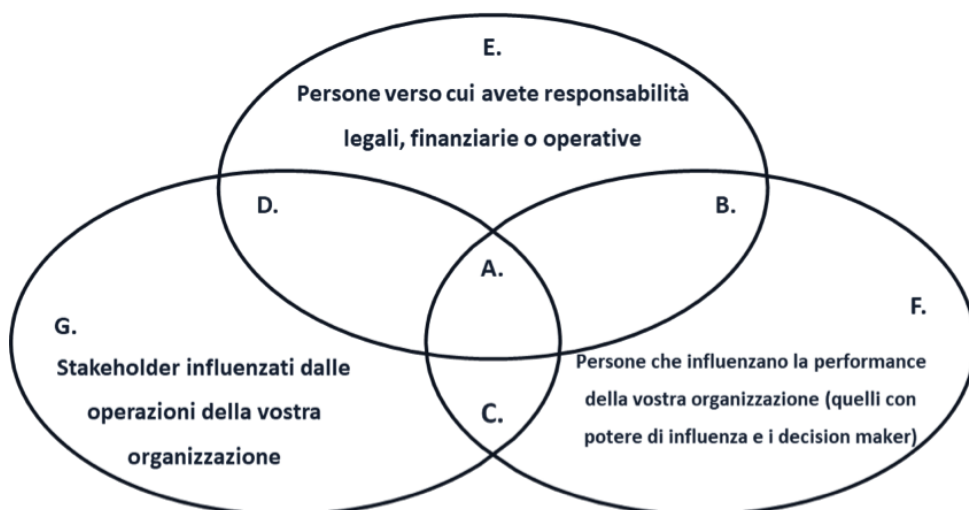 E.
Persone verso cui avete responsabilità
legali, finanziarie o operative
D.
B.
A.
G.
Stakeholder influenzati dalle
operazioni della vostra
organizzazione
F.
Persone che influenzano la performance
della vostra organizzazione (quelli con
potere di influenza e i decision maker)
C.